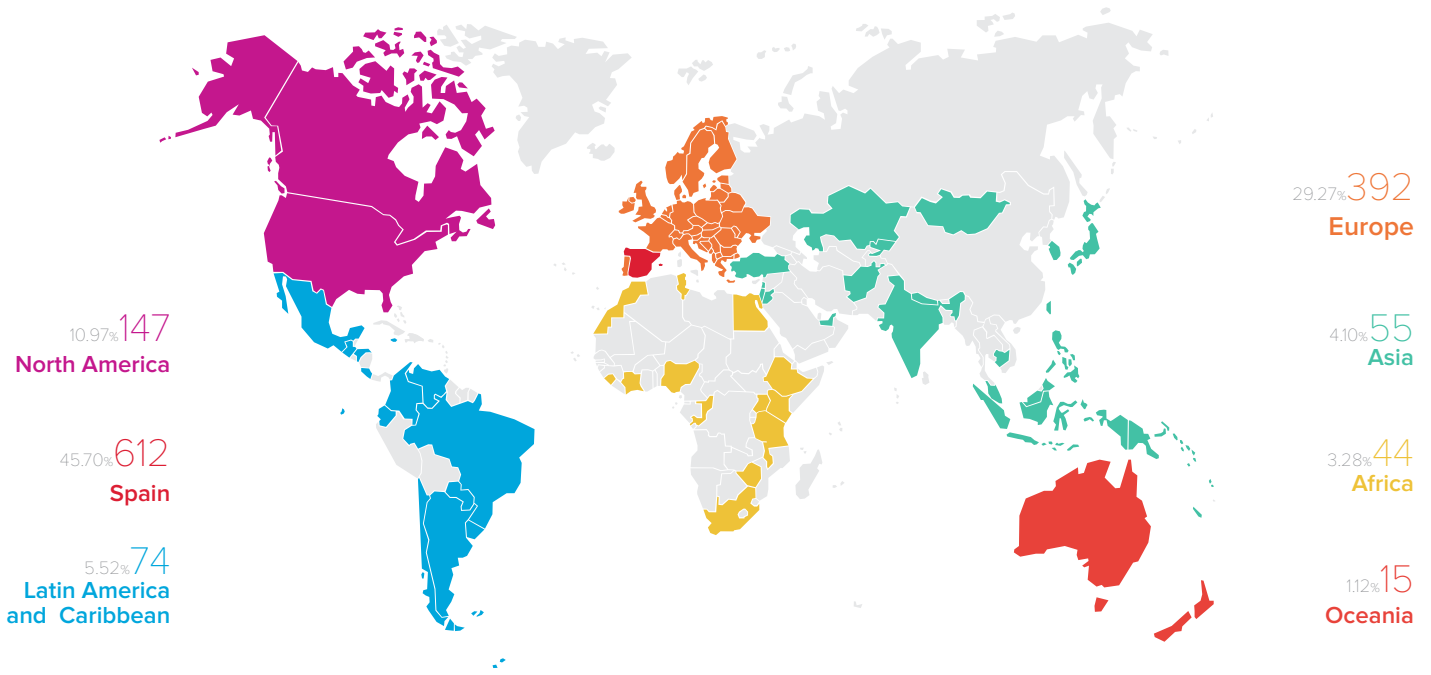 10.97%147
North America
45.70%612
Spain
5.52%74
Latin America
and Caribbean
29.27%392
Europe
4.10%55
Asia
3.28%44
Africa
1.12%15
Oceania